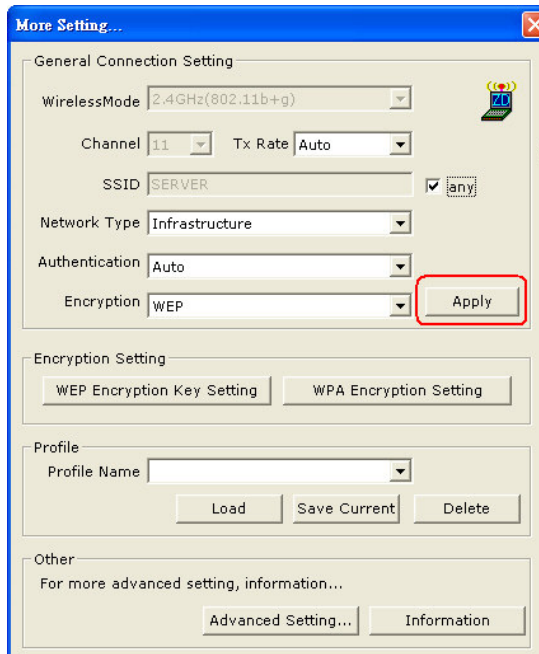 More Setting...
General Connection Setting
WirelessMode 2.4GHz(802.11b+g)
ZD
Channel 11 Tx Rate Auto
SSID SERVER any
Network Type Infrastructure
Authentication Auto
Encryption WEP Apply
Encryption Setting
WEP Encryption Key Setting WPA Encryption Setting
Profile
Profile Name
Load Save Current Delete
Other
For more advanced setting, information...
Advanced Setting... Information